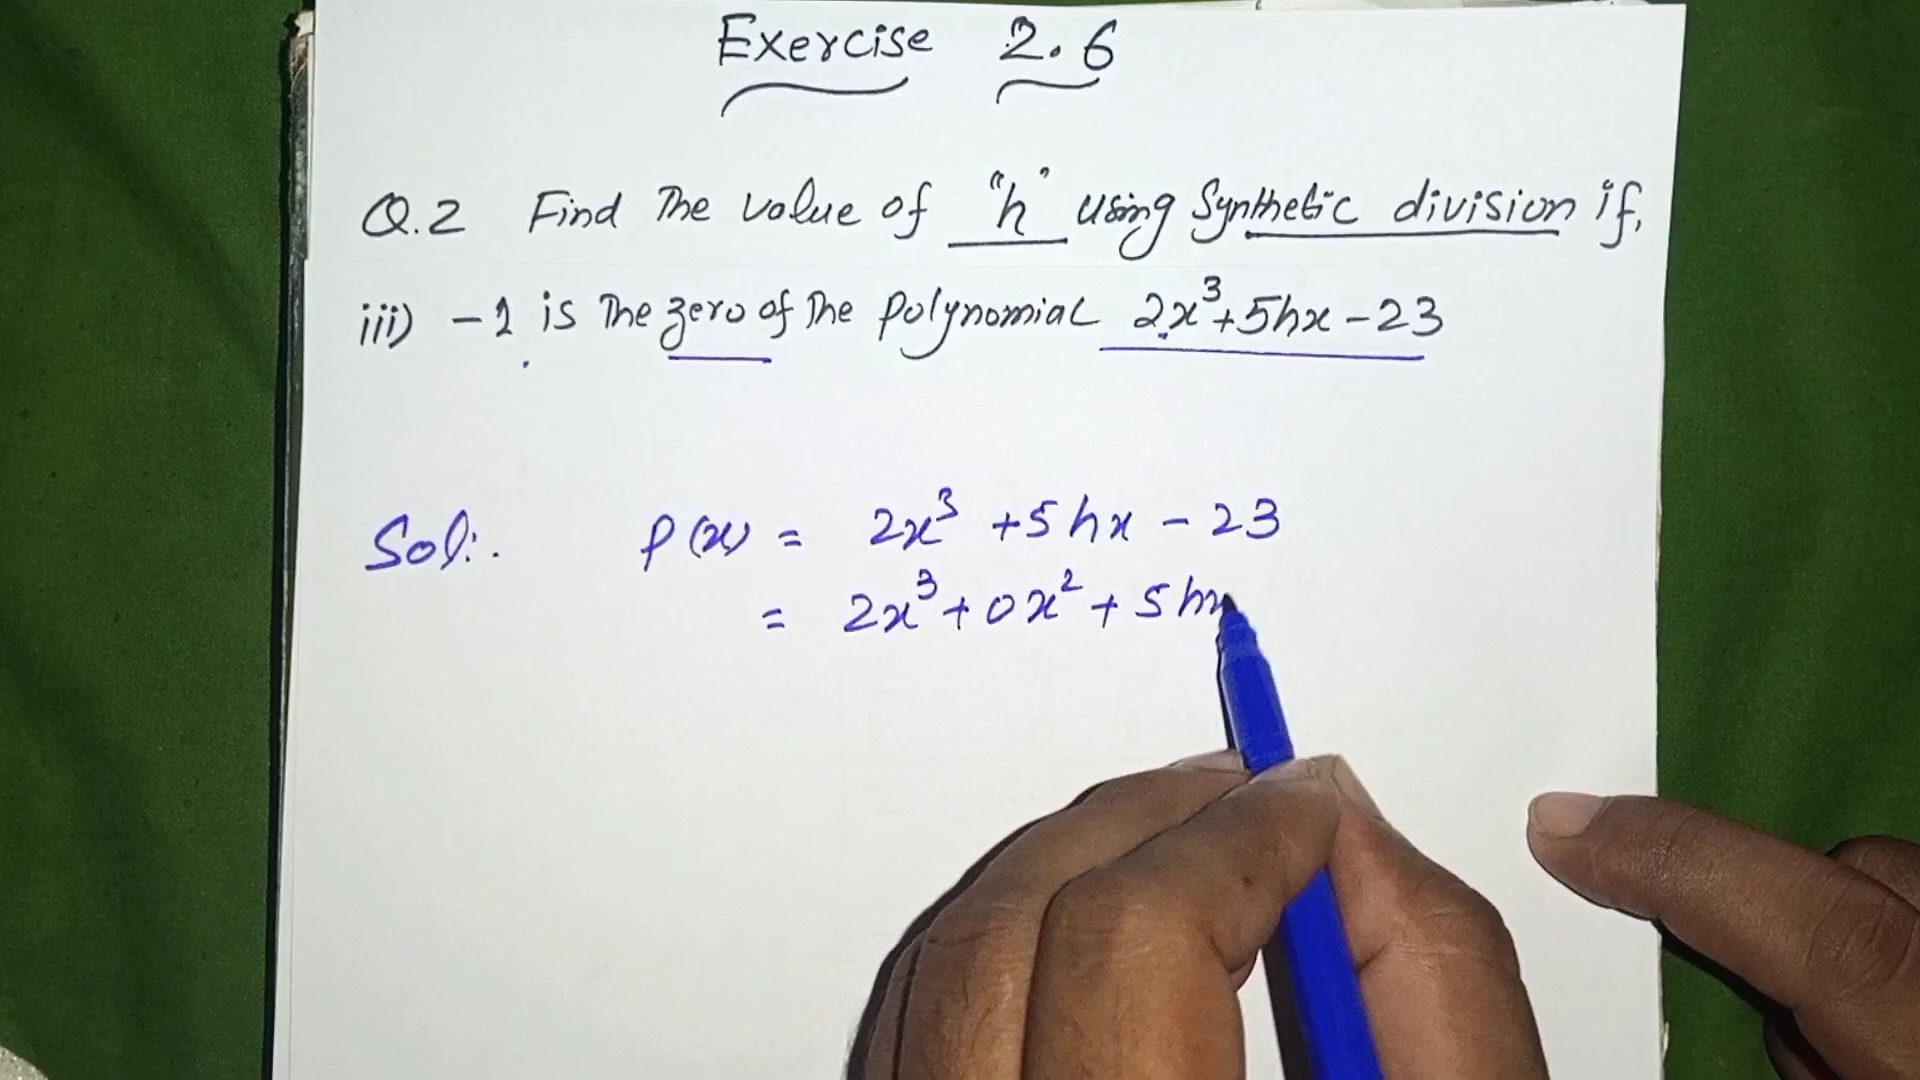 Exercise 2.6
Q.2 Find The value of "h" using Synthetic division if,
iii) -1 is The zero of The polynomial 2x³+5hx-23
Sol:. P(x) = 2x³ +5hx - 23
= 2x³ + 0x² + 5hx